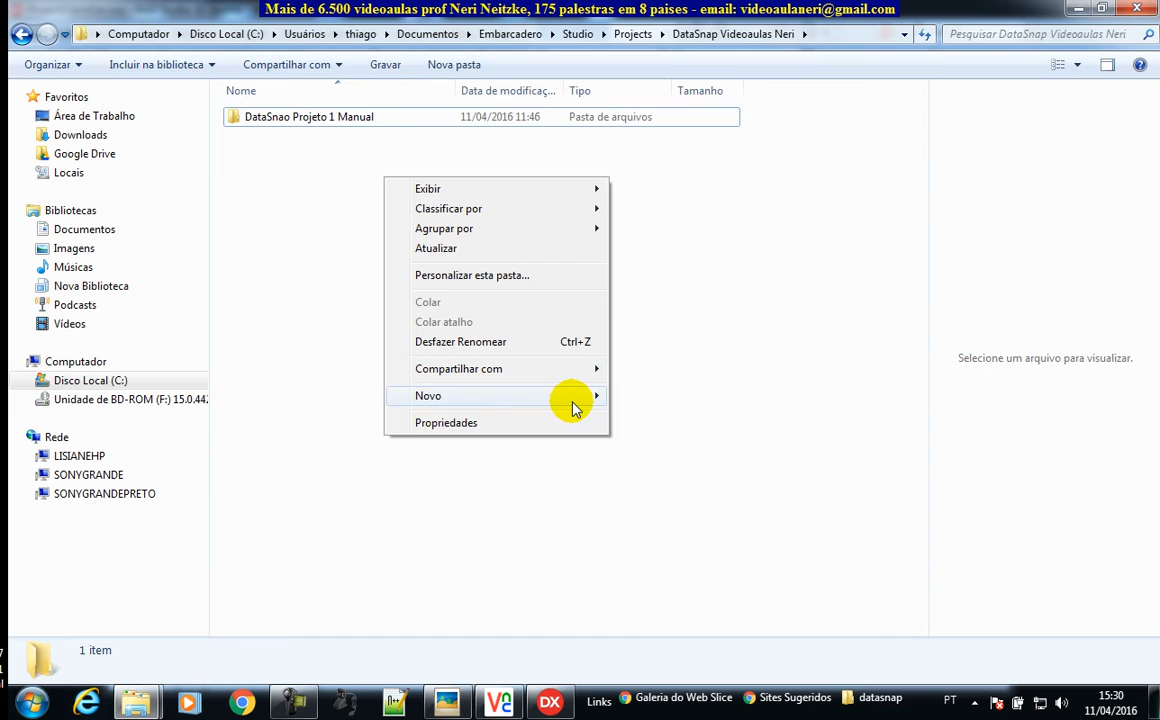 Mais de 6.500 videoaulas prof Neri Neitzke, 175 palestras em 8 paises - email: videoaulaneri@gmail.com
Computador Disco Local (C:) Usuários thiago Documentos Embarcadero Studio Projects DataSnap Videoaulas Neri
Pesquisar DataSnap Videoaulas Neri
Organizar Incluir na biblioteca Compartilhar com Gravar Nova pasta
Nome Data de modificaç... Tipo Tamanho
DataSnao Projeto 1 Manual 11/04/2016 11:46 Pasta de arquivos
Favoritos
Área de Trabalho
Downloads
Google Drive
Locais
Bibliotecas
Documentos
Imagens
Músicas
Nova Biblioteca
Podcasts
Vídeos
Computador
Disco Local (C:)
Unidade de BD-ROM (F:) 15.0.44.
Rede
LISIANEHP
SONYGRANDE
SONYGRANDEPRETO
Exibir
Classificar por
Agrupar por
Atualizar
Personalizar esta pasta...
Colar
Colar atalho
Desfazer Renomear Ctrl+Z
Compartilhar com
Novo
Propriedades
Selecione um arquivo para visualizar.
1 item
Links Galeria do Web Slice Sites Sugeridos datasnap PT
15:30
11/04/2016